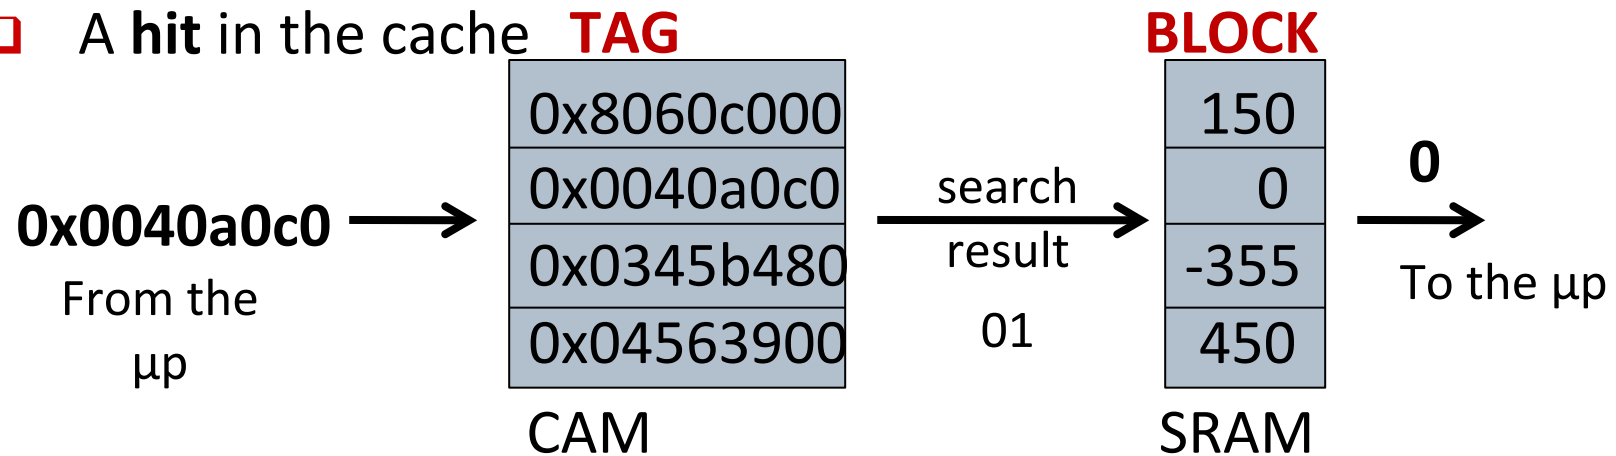 A hit in the cache
TAG
BLOCK
0x0040a0c0
From the
µp
0x8060c000
0x0040a0c0
0x0345b480
0x04563900
CAM
search
result
01
150
0
-355
450
SRAM
0
To the µp